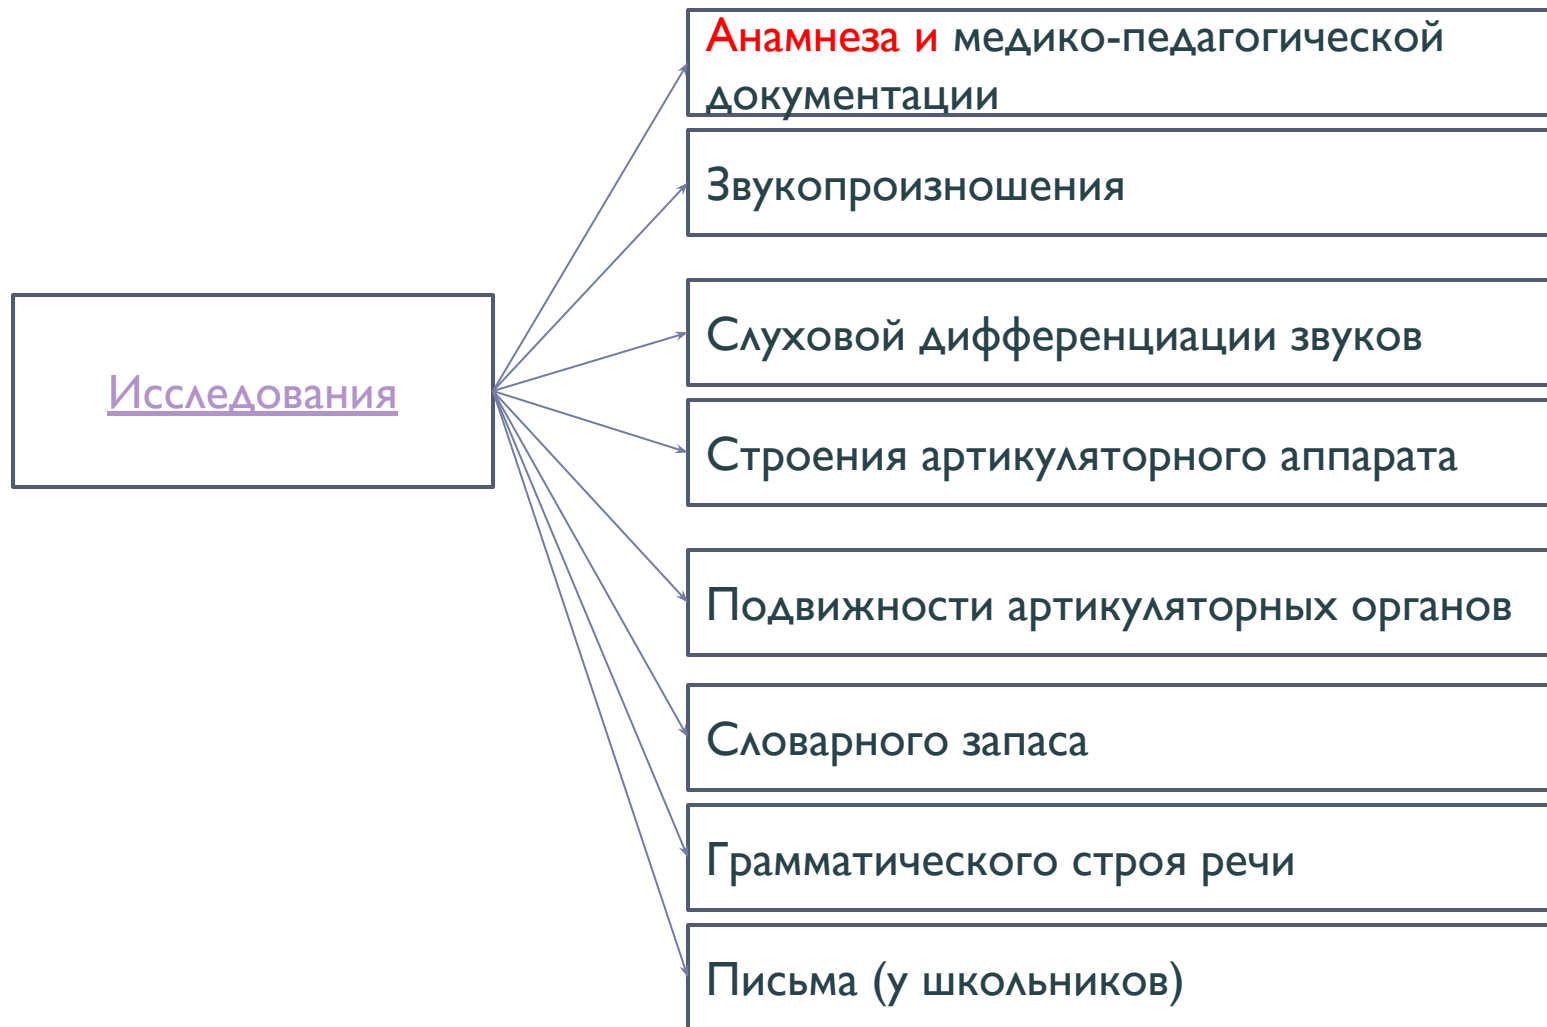 Анамнеза и медико-педагогической
документации
Звукопроизношения
Слуховой дифференциации звуков
Исследования
Строения артикуляторного аппарата
Подвижности артикуляторных органов
Словарного запаса
Грамматического строя речи
Письма (у школьников)